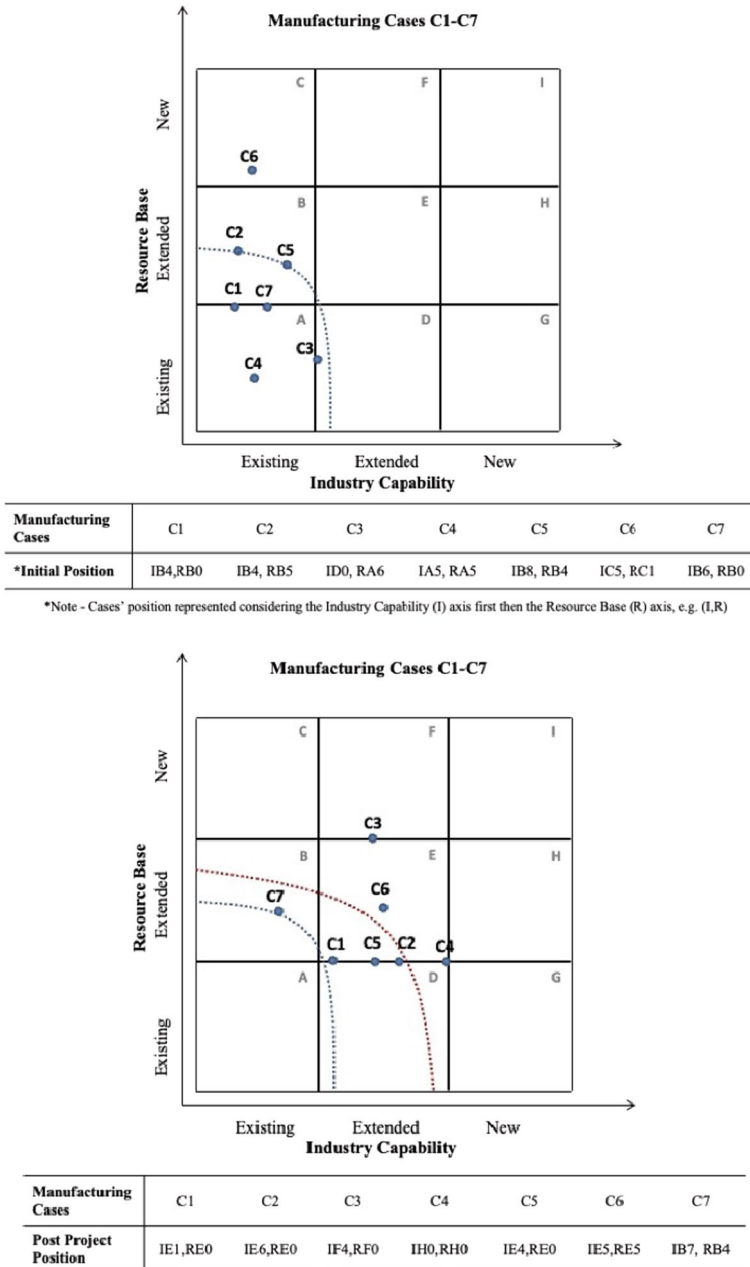 Manufacturing Cases C1-C7
C F I
New
C6
B E H
Resource Base
Extended
C2
C5
C1 C7
A D G
C3
C4
Existing
Existing Extended New
Industry Capability
Manufacturing Cases C1 C2 C3 C4 C5 C6 C7
*Initial Position IB4,RB0 IB4, RB5 ID0, RA6 IA5, RA5 IB8, RB4 IC5, RC1 IB6, RB0
*Note - Cases' position represented considering the Industry Capability (I) axis first then the Resource Base (R) axis, e.g. (I,R)
Manufacturing Cases C1-C7
C F I
New
C3
B E H
Resource Base
Extended
C6
C7
C1 C5 C2 C4
A D G
Existing
Existing Extended New
Industry Capability
Manufacturing Cases C1 C2 C3 C4 C5 C6 C7
Post Project Position IE1,RE0 IE6,RE0 IF4,RF0 IH0,RH0 IE4,RE0 IE5,RE5 IB7, RB4